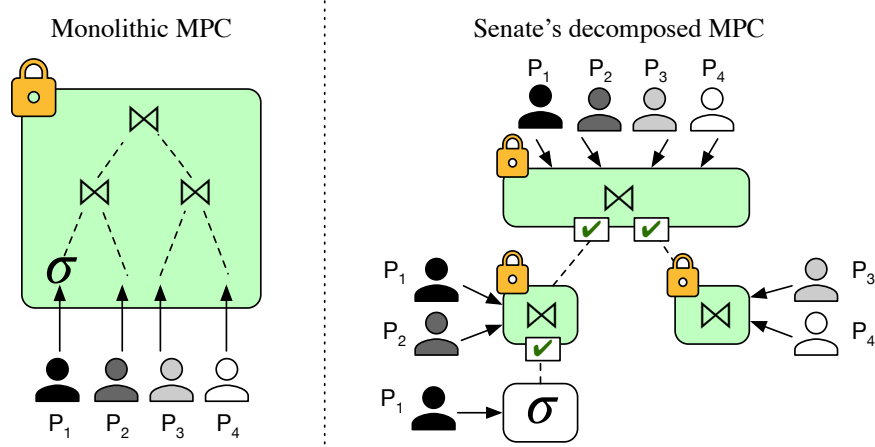 Monolithic MPC
σ
P1 P2 P3 P4
Senate's decomposed MPC
P1 P2 P3 P4
P1
P2
P3
P4
P1
σ